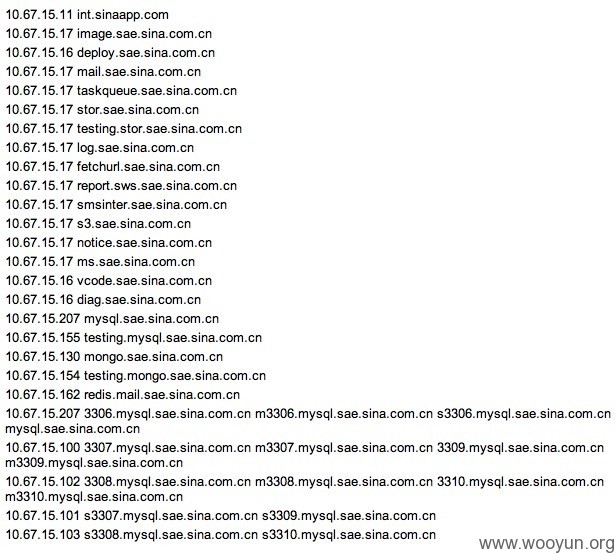 10.67.15.11 int.sinaapp.com
10.67.15.17 image.sae.sina.com.cn
10.67.15.16 deploy.sae.sina.com.cn
10.67.15.17 mail.sae.sina.com.cn
10.67.15.17 taskqueue.sae.sina.com.cn
10.67.15.17 stor.sae.sina.com.cn
10.67.15.17 testing.stor.sae.sina.com.cn
10.67.15.17 log.sae.sina.com.cn
10.67.15.17 fetchurl.sae.sina.com.cn
10.67.15.17 report.sws.sae.sina.com.cn
10.67.15.17 smsinter.sae.sina.com.cn
10.67.15.17 s3.sae.sina.com.cn
10.67.15.17 notice.sae.sina.com.cn
10.67.15.17 ms.sae.sina.com.cn
10.67.15.16 vcode.sae.sina.com.cn
10.67.15.16 diag.sae.sina.com.cn
10.67.15.207 mysql.sae.sina.com.cn
10.67.15.155 testing.mysql.sae.sina.com.cn
10.67.15.130 mongo.sae.sina.com.cn
10.67.15.154 testing.mongo.sae.sina.com.cn
10.67.15.162 redis.mail.sae.sina.com.cn
10.67.15.207 3306.mysql.sae.sina.com.cn m3306.mysql.sae.sina.com.cn s3306.mysql.sae.sina.com.cn
mysql.sae.sina.com.cn
10.67.15.100 3307.mysql.sae.sina.com.cn m3307.mysql.sae.sina.com.cn 3309.mysql.sae.sina.com.cn
m3309.mysql.sae.sina.com.cn
10.67.15.102 3308.mysql.sae.sina.com.cn m3308.mysql.sae.sina.com.cn 3310.mysql.sae.sina.com.cn
m3310.mysql.sae.sina.com.cn
10.67.15.101 s3307.mysql.sae.sina.com.cn s3309.mysql.sae.sina.com.cn
10.67.15.103 s3308.mysql.sae.sina.com.cn s3310.mysql.sae.sina.com.cn
www.wooyun.org